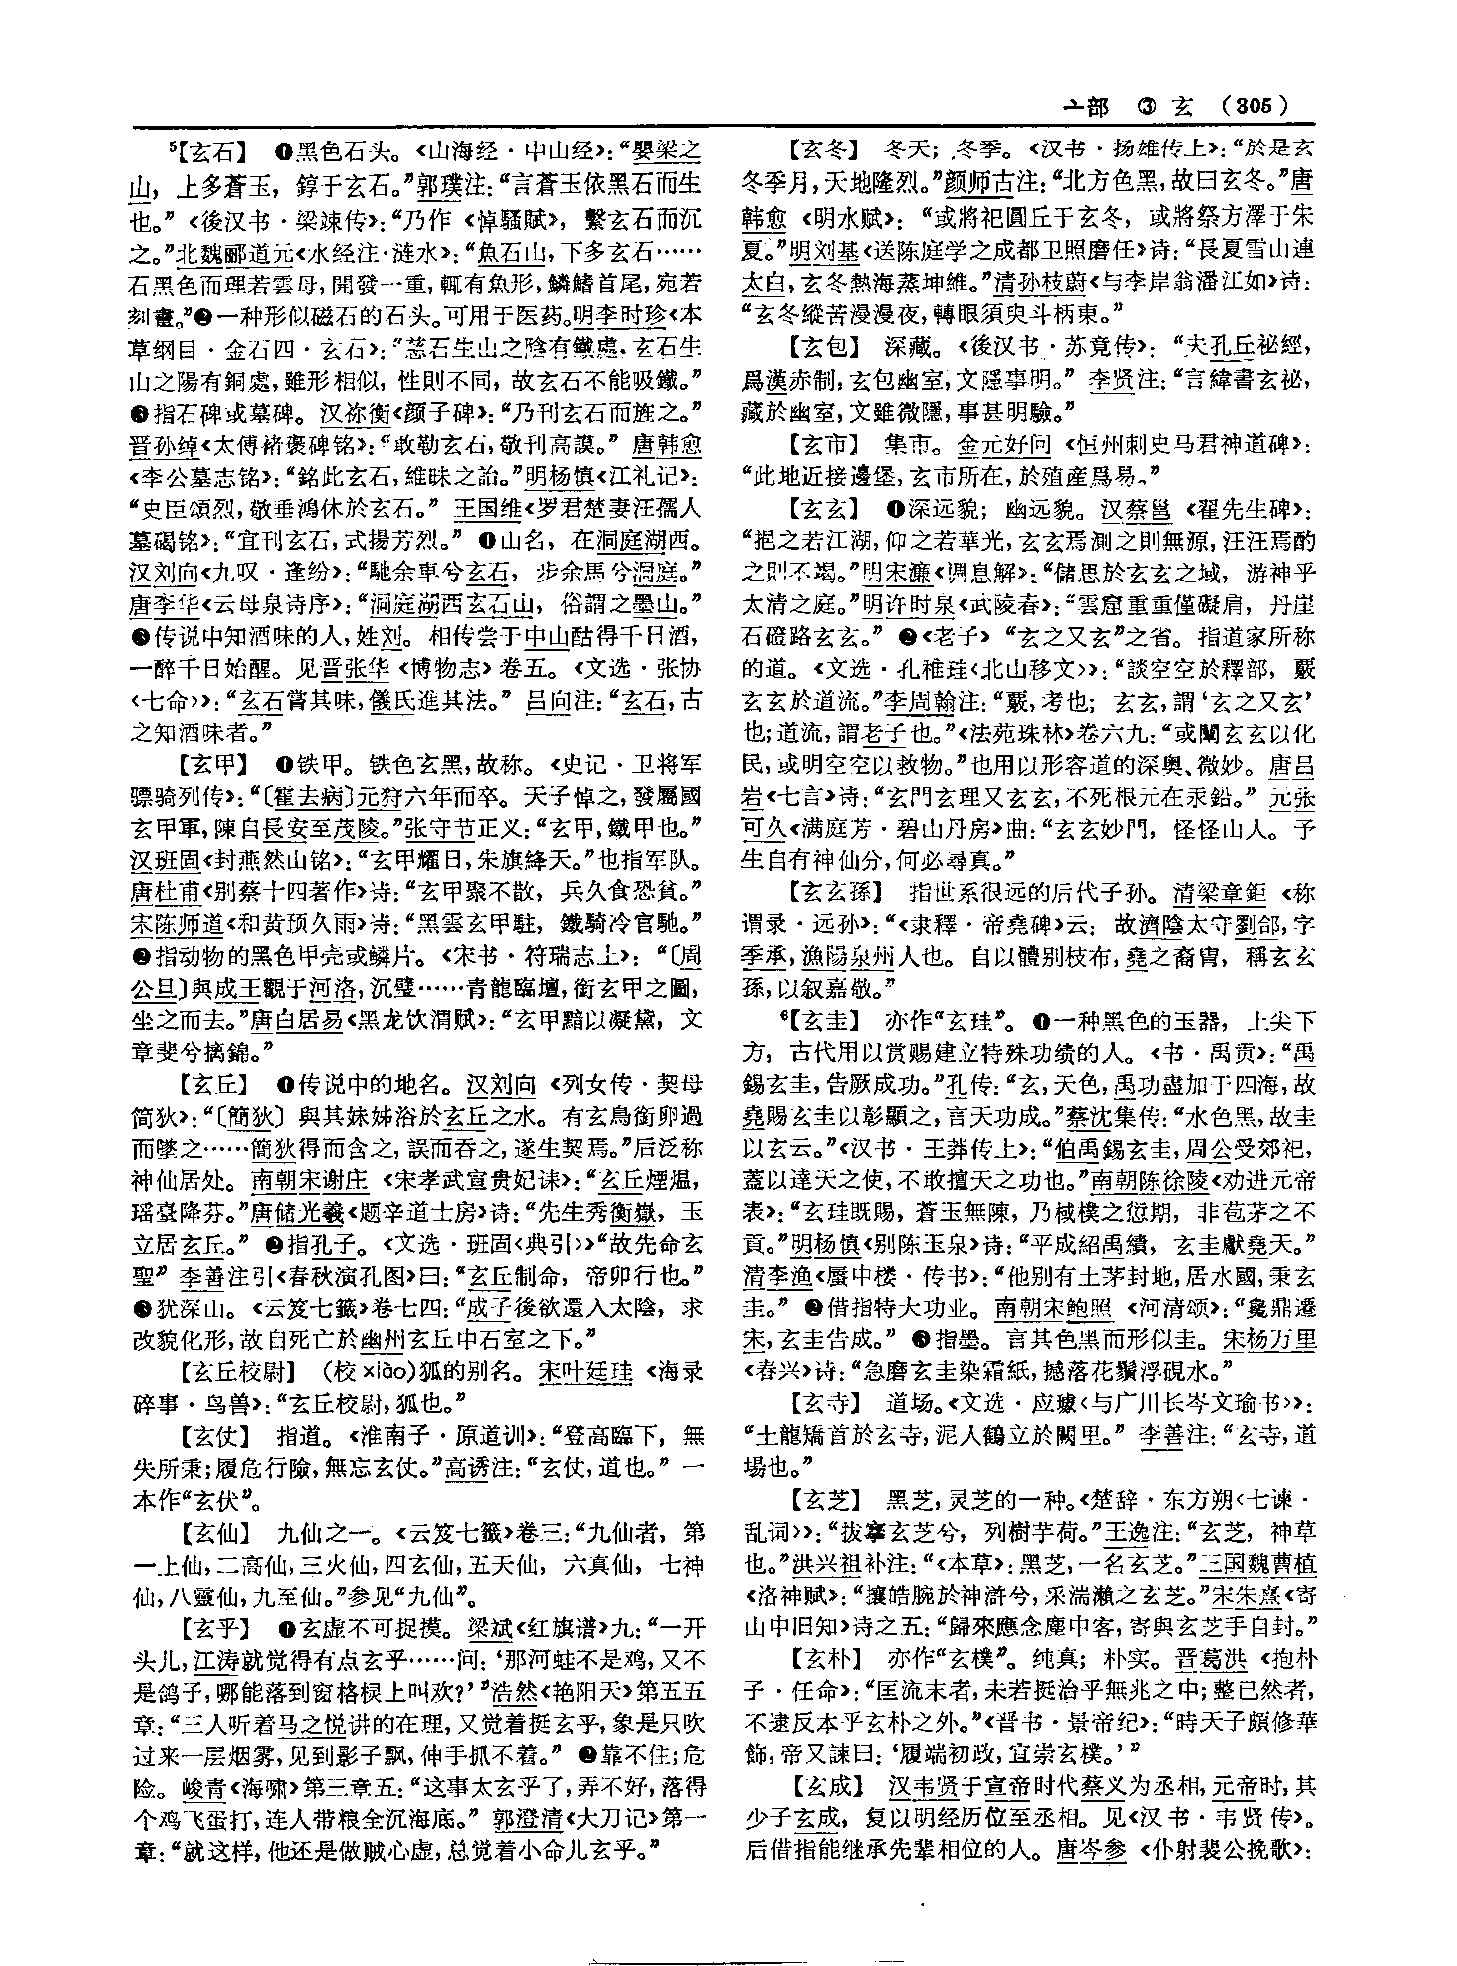 亠部 ③ 玄 (305)
⁵【玄石】 ❶黑色石头。《山海经·中山经》：“嬰梁之
山，上多蒼玉，錞于玄石。”郭璞注：“言蒼玉依黑石而生
也。”《後汉书·梁竦传》：“乃作《悼騷賦》，繫玄石而沉
之。”北魏郦道元《水经注·涟水》：“魚石山，下多玄石……
石黑色而理若雲母，開發一重，輒有魚形，鱗鰭首尾，宛若
刻畫。”❷一种形似磁石的石头。可用于医药。明李时珍《本
草纲目·金石四·玄石》：“慈石生山之陰有鐵處，玄石生
山之陽有銅處，雖形相似，性則不同，故玄石不能吸鐵。”
❸指石碑或墓碑。汉祢衡《颜子碑》：“乃刊玄石而旌之。”
晋孙绰《太傅褚褒碑铭》：“敢勒玄石，敬刊高謨。” 唐韩愈
《李公墓志铭》：“銘此玄石，維昧之詒。”明杨慎《江礼记》：
“史臣頌烈，敬垂鴻休於玄石。” 王国维《罗君楚妻汪孺人
墓碣铭》：“宜刊玄石，式揚芳烈。” ❹山名，在洞庭湖西。
汉刘向《九叹·逢纷》：“馳余車兮玄石，步余馬兮洞庭。”
唐李华《云母泉诗序》：“洞庭湖西玄石山，俗謂之墨山。”
❺传说中知酒味的人，姓刘。相传尝于中山酤得千日酒，
一醉千日始醒。见晋张华《博物志》卷五。《文选·张协
〈七命〉》：“玄石嘗其味，儀氏進其法。” 吕向注：“玄石，古
之知酒味者。”
【玄甲】 ❶铁甲。铁色玄黑，故称。《史记·卫将军
骠骑列传》：“〔霍去病〕元狩六年而卒。天子悼之，發屬國
玄甲軍，陳自長安至茂陵。”张守节正义：“玄甲，鐵甲也。”
汉班固《封燕然山铭》：“玄甲耀日，朱旗絳天。”也指军队。
唐杜甫《别蔡十四著作》诗：“玄甲聚不散，兵久食恐貧。”
宋陈师道《和黄预久雨》诗：“黑雲玄甲駐，鐵騎冷官馳。”
❷指动物的黑色甲壳或鳞片。《宋书·符瑞志上》：“〔周
公旦〕與成王觀于河洛，沉璧……青龍臨壇，銜玄甲之圖，
坐之而去。”唐白居易《黑龙饮渭赋》：“玄甲黯以凝黛，文
章斐兮摛錦。”
【玄丘】 ❶传说中的地名。汉刘向《列女传·契母
简狄》：“〔簡狄〕與其妹姊浴於玄丘之水。有玄鳥銜卵過
而墜之……簡狄得而含之，誤而吞之，遂生契焉。”后泛称
神仙居处。南朝宋谢庄《宋孝武宣贵妃诔》：“玄丘煙熅，
瑶臺降芬。”唐储光羲《题辛道士房》诗：“先生秀衡嶽，玉
立居玄丘。” ❷指孔子。《文选·班固〈典引〉》“故先命玄
聖” 李善注引《春秋演孔图》曰：“玄丘制命，帝卯行也。”
❸犹深山。《云笈七籤》卷七四：“成子後欲還入太陰，求
改貌化形，故自死亡於幽州玄丘中石室之下。”
【玄丘校尉】 （校 xiào）狐的别名。宋叶廷珪《海录
碎事·鸟兽》：“玄丘校尉，狐也。”
【玄仗】 指道。《淮南子·原道训》：“登高臨下，無
失所秉；履危行險，無忘玄仗。”高诱注：“玄仗，道也。” 一
本作“玄伏”。
【玄仙】 九仙之一。《云笈七籤》卷三：“九仙者，第
一上仙，二高仙，三火仙，四玄仙，五天仙，六真仙，七神
仙，八靈仙，九至仙。”参见“九仙”。
【玄乎】 ❶玄虚不可捉摸。梁斌《红旗谱》九：“一开
头儿，江涛就觉得有点玄乎……问：‘那河蛙不是鸡，又不
是鸽子，哪能落到窗格棂上叫欢？’”浩然《艳阳天》第五五
章：“三人听着马之悦讲的在理，又觉着挺玄乎，象是只吹
过来一层烟雾，见到影子飘，伸手抓不着。” ❷靠不住；危
险。峻青《海啸》第三章五：“这事太玄乎了，弄不好，落得
个鸡飞蛋打，连人带粮全沉海底。” 郭澄清《大刀记》第一
章：“就这样，他还是做贼心虚，总觉着小命儿玄乎。”
【玄冬】 冬天；冬季。《汉书·扬雄传上》：“於是玄
冬季月，天地隆烈。”颜师古注：“北方色黑，故曰玄冬。”唐
韩愈《明水赋》：“或將祀圓丘于玄冬，或將祭方澤于朱
夏。”明刘基《送陈庭学之成都卫照磨任》诗：“長夏雪山連
太白，玄冬熱海蒸坤維。”清孙枝蔚《与李岸翁潘江如》诗：
“玄冬縱苦漫漫夜，轉眼須臾斗柄東。”
【玄包】 深藏。《後汉书·苏竟传》：“夫孔丘祕經，
爲漢赤制，玄包幽室，文隱事明。” 李贤注：“言緯書玄祕，
藏於幽室，文雖微隱，事甚明驗。”
【玄市】 集市。金元好问《恒州刺史马君神道碑》：
“此地近接邊堡，玄市所在，於殖産爲易。”
【玄玄】 ❶深远貌；幽远貌。汉蔡邕《翟先生碑》：
“挹之若江湖，仰之若華光，玄玄焉測之則無源，汪汪焉酌
之則不竭。”明宋濂《调息解》：“儲思於玄玄之域，游神乎
太清之庭。”明许时泉《武陵春》：“雲窟重重僅礙肩，丹崖
石磴路玄玄。” ❷《老子》“玄之又玄”之省。指道家所称
的道。《文选·孔稚珪〈北山移文〉》：“談空空於釋部，覈
玄玄於道流。”李周翰注：“覈，考也；玄玄，謂‘玄之又玄’
也；道流，謂老子也。”《法苑珠林》卷六九：“或闡玄玄以化
民，或明空空以救物。”也用以形容道的深奥、微妙。唐吕
岩《七言》诗：“玄門玄理又玄玄，不死根元在汞鉛。” 元张
可久《满庭芳·碧山丹房》曲：“玄玄妙門，怪怪山人。子
生自有神仙分，何必尋真。”
【玄玄孫】 指世系很远的后代子孙。清梁章鉅《称
谓录·远孙》：“《隶釋·帝堯碑》云：故濟陰太守劉郃，字
季承，漁陽泉州人也。自以體别枝布，堯之裔胄，稱玄玄
孫，以叙嘉敬。”
⁶【玄圭】 亦作“玄珪”。❶一种黑色的玉器，上尖下
方，古代用以赏赐建立特殊功绩的人。《书·禹贡》：“禹
錫玄圭，告厥成功。”孔传：“玄，天色，禹功盡加于四海，故
堯賜玄圭以彰顯之，言天功成。”蔡沈集传：“水色黑，故圭
以玄云。”《汉书·王莽传上》：“伯禹錫玄圭，周公受郊祀，
蓋以達天之使，不敢擅天之功也。”南朝陈徐陵《劝进元帝
表》：“玄珪既賜，蒼玉無陳，乃棫樸之愆期，非苞茅之不
貢。”明杨慎《别陈玉泉》诗：“平成紹禹績，玄圭獻堯天。”
清李渔《蜃中楼·传书》：“他别有土茅封地，居水國，秉玄
圭。” ❷借指特大功业。南朝宋鲍照《河清颂》：“夐鼎遷
宋，玄圭告成。” ❸指墨。言其色黑而形似圭。宋杨万里
《春兴》诗：“急磨玄圭染霜紙，撼落花鬚浮硯水。”
【玄寺】 道场。《文选·应璩〈与广川长岑文瑜书〉》：
“土龍矯首於玄寺，泥人鶴立於闕里。” 李善注：“玄寺，道
場也。”
【玄芝】 黑芝，灵芝的一种。《楚辞·东方朔〈七谏·
乱词〉》：“拔搴玄芝兮，列樹芋荷。”王逸注：“玄芝，神草
也。”洪兴祖补注：“《本草》：黑芝，一名玄芝。”三国魏曹植
《洛神赋》：“攘皓腕於神滸兮，采湍瀨之玄芝。”宋朱熹《寄
山中旧知》诗之五：“歸來應念塵中客，寄與玄芝手自封。”
【玄朴】 亦作“玄樸”。纯真；朴实。晋葛洪《抱朴
子·任命》：“匡流末者，未若挺治乎無兆之中；整已然者，
不逮反本乎玄朴之外。”《晋书·景帝纪》：“時天子頗修華
飾，帝又諫曰：‘履端初政，宜崇玄樸。’”
【玄成】 汉韦贤于宣帝时代蔡义为丞相，元帝时，其
少子玄成，复以明经历位至丞相。见《汉书·韦贤传》。
后借指能继承先辈相位的人。唐岑参《仆射裴公挽歌》：